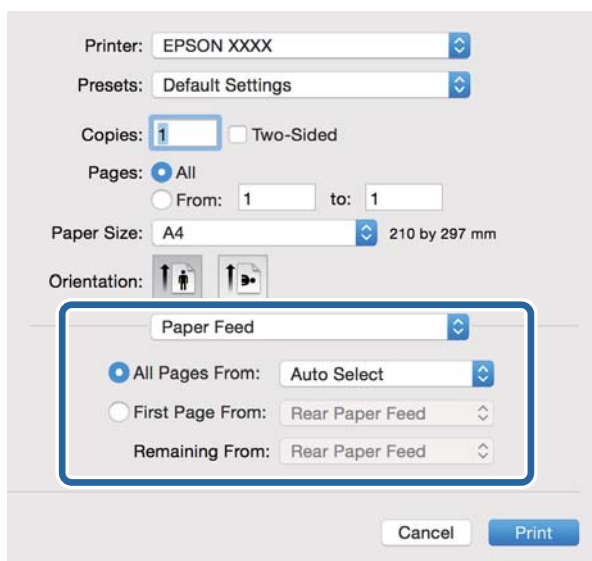 Printer: EPSON XXXX
Presets: Default Settings
Copies: 1 Two-Sided
Pages: All
From: 1 to: 1
Paper Size: A4 210 by 297 mm
Orientation:
Paper Feed
All Pages From: Auto Select
First Page From: Rear Paper Feed
Remaining From: Rear Paper Feed
Cancel Print